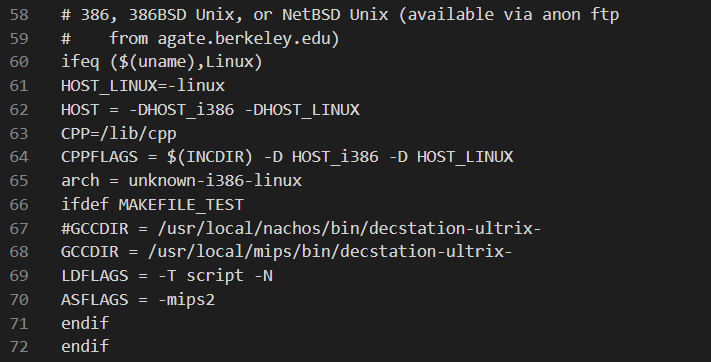 58 # 386, 386BSD Unix, or NetBSD Unix (available via anon ftp
59 #    from agate.berkeley.edu)
60 ifeq ($(uname),Linux)
61 HOST_LINUX=-linux
62 HOST = -DHOST_i386 -DHOST_LINUX
63 CPP=/lib/cpp
64 CPPFLAGS = $(INCDIR) -D HOST_i386 -D HOST_LINUX
65 arch = unknown-i386-linux
66 ifdef MAKEFILE_TEST
67 #GCCDIR = /usr/local/nachos/bin/decstation-ultrix-
68 GCCDIR = /usr/local/mips/bin/decstation-ultrix-
69 LDFLAGS = -T script -N
70 ASFLAGS = -mips2
71 endif
72 endif